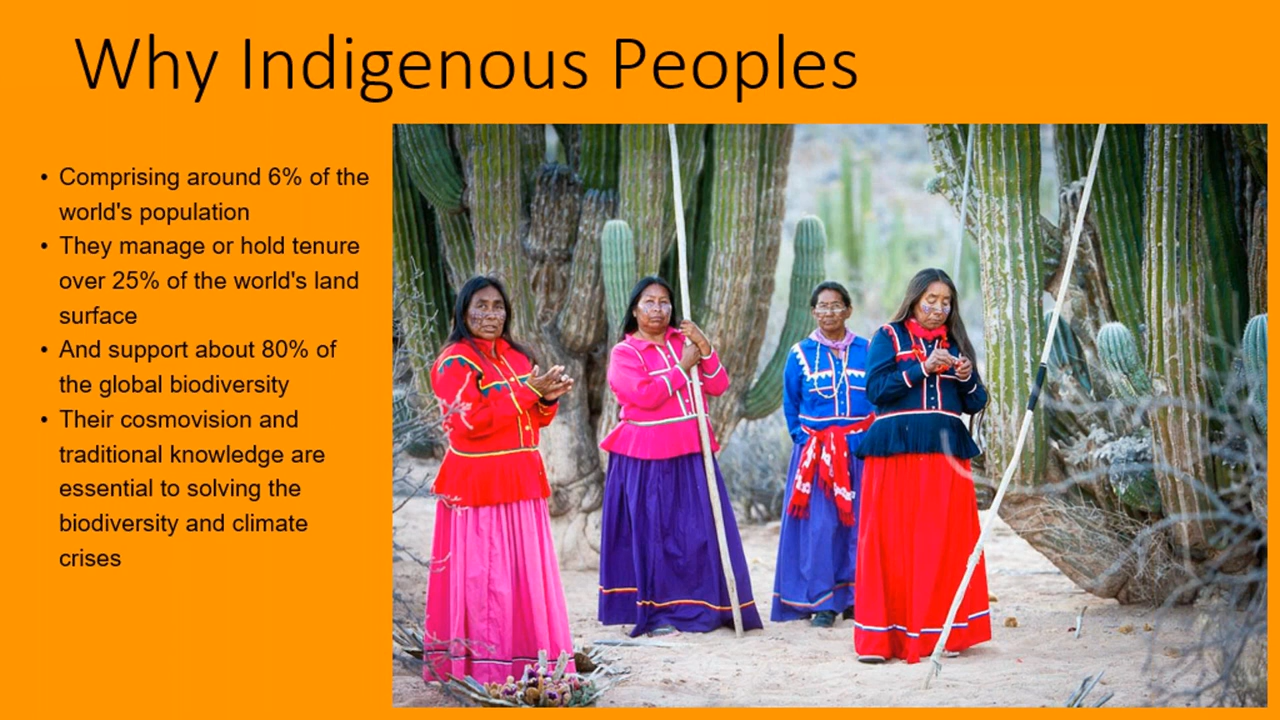 Why Indigenous Peoples
• Comprising around 6% of the
world's population
• They manage or hold tenure
over 25% of the world's land
surface
• And support about 80% of
the global biodiversity
• Their cosmovision and
traditional knowledge are
essential to solving the
biodiversity and climate
crises